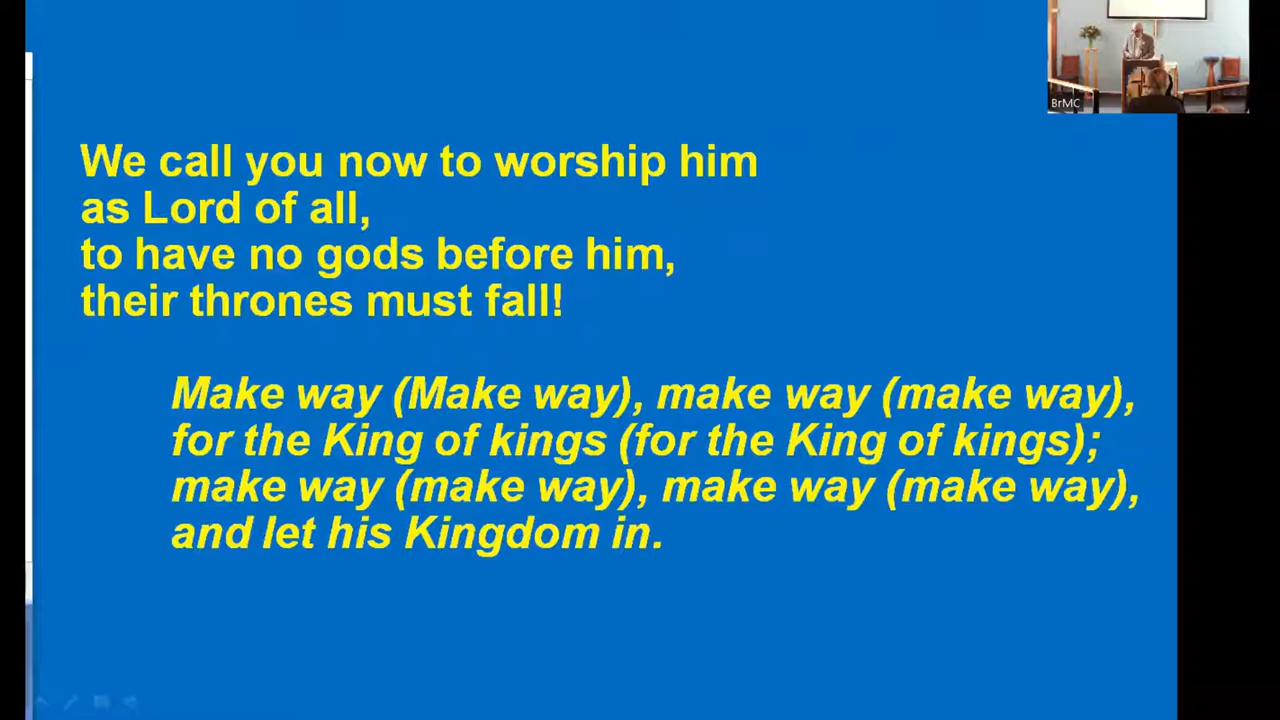 BrMC
We call you now to worship him
as Lord of all,
to have no gods before him,
their thrones must fall!
Make way (Make way), make way (make way),
for the King of kings (for the King of kings);
make way (make way), make way (make way),
and let his Kingdom in.